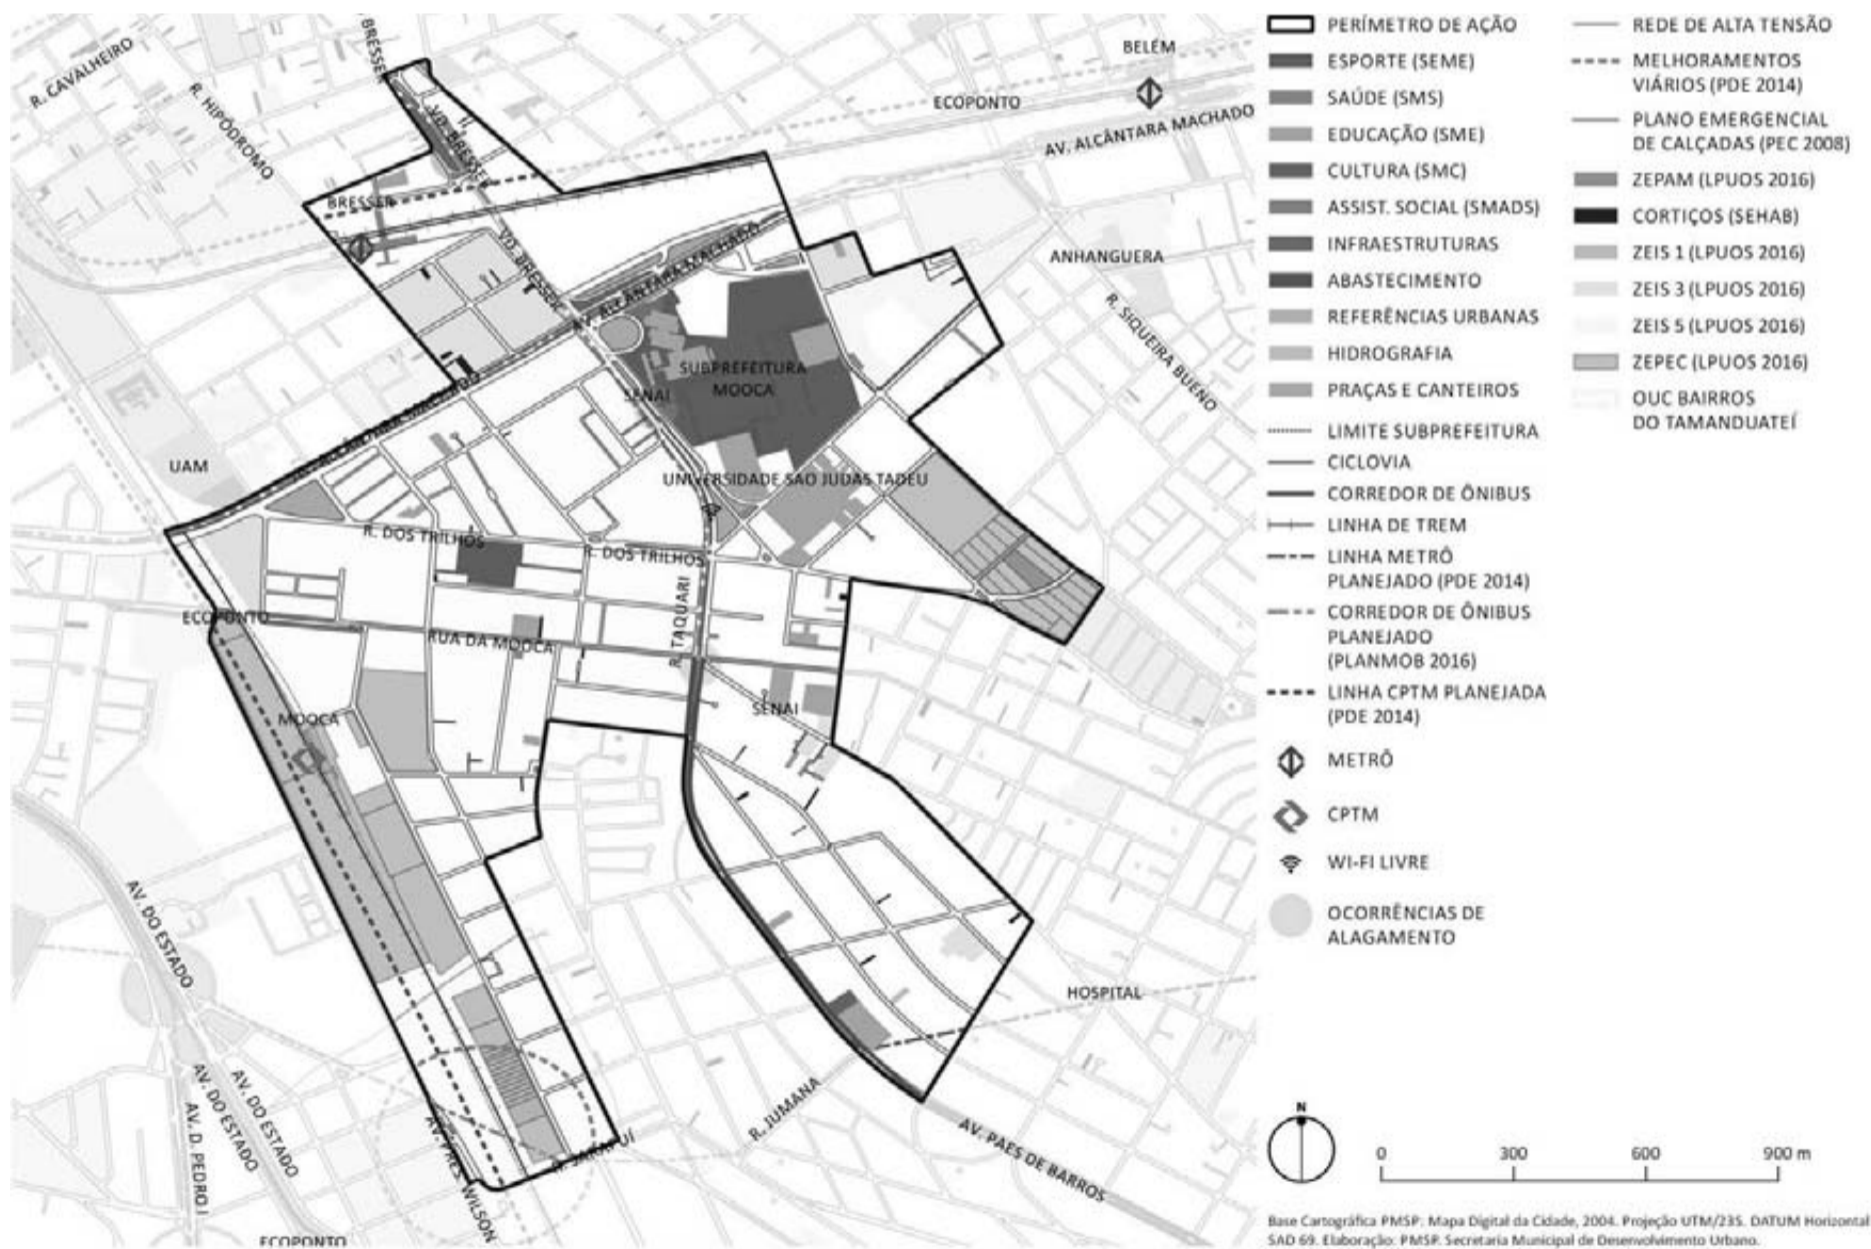 BRESSER
R. CAVALHEIRO
R. HIPÓDROMO
VD. BRESSER
BELÉM
ECOPONTO
AV. ALCÂNTARA MACHADO
BRESSER
VD. BRESSER
AV. ALCÂNTARA MACHADO
ANHANGUERA
R. SIQUEIRA BUENO
SUBPREFEITURA
MOOCA
SENAI
UAM
UNIVERSIDADE SAO JUDAS TADEU
R. DOS TRILHOS
R. DOS TRILHOS
R. TAQUARI
ECOPONTO
RUA DA MOOCA
SENAI
MOOCA
AV. DO ESTADO
HOSPITAL
AV. DO ESTADO
AV. DO ESTADO
AV. D. PEDRO I
AV. PRES. WILSON
R. JUMANA
AV. PAES DE BARROS
ECOPONTO
PERÍMETRO DE AÇÃO
ESPORTE (SEME)
SAÚDE (SMS)
EDUCAÇÃO (SME)
CULTURA (SMC)
ASSIST. SOCIAL (SMADS)
INFRAESTRUTURAS
ABASTECIMENTO
REFERÊNCIAS URBANAS
HIDROGRAFIA
PRAÇAS E CANTEIROS
LIMITE SUBPREFEITURA
CICLOVIA
CORREDOR DE ÔNIBUS
LINHA DE TREM
LINHA METRÔ
PLANEJADO (PDE 2014)
CORREDOR DE ÔNIBUS
PLANEJADO
(PLANMOB 2016)
LINHA CPTM PLANEJADA
(PDE 2014)
METRÔ
CPTM
WI-FI LIVRE
OCORRÊNCIAS DE
ALAGAMENTO
REDE DE ALTA TENSÃO
MELHORAMENTOS
VIÁRIOS (PDE 2014)
PLANO EMERGENCIAL
DE CALÇADAS (PEC 2008)
ZEPAM (LPUOS 2016)
CORTIÇOS (SEHAB)
ZEIS 1 (LPUOS 2016)
ZEIS 3 (LPUOS 2016)
ZEIS 5 (LPUOS 2016)
ZEPEC (LPUOS 2016)
OUC BAIRROS
DO TAMANDUATEÍ
N
0 300 600 900 m
Base Cartográfica PMSP: Mapa Digital da Cidade, 2004. Projeção UTM/23S. DATUM Horizontal
SAD 69. Elaboração: PMSP. Secretaria Municipal de Desenvolvimento Urbano.